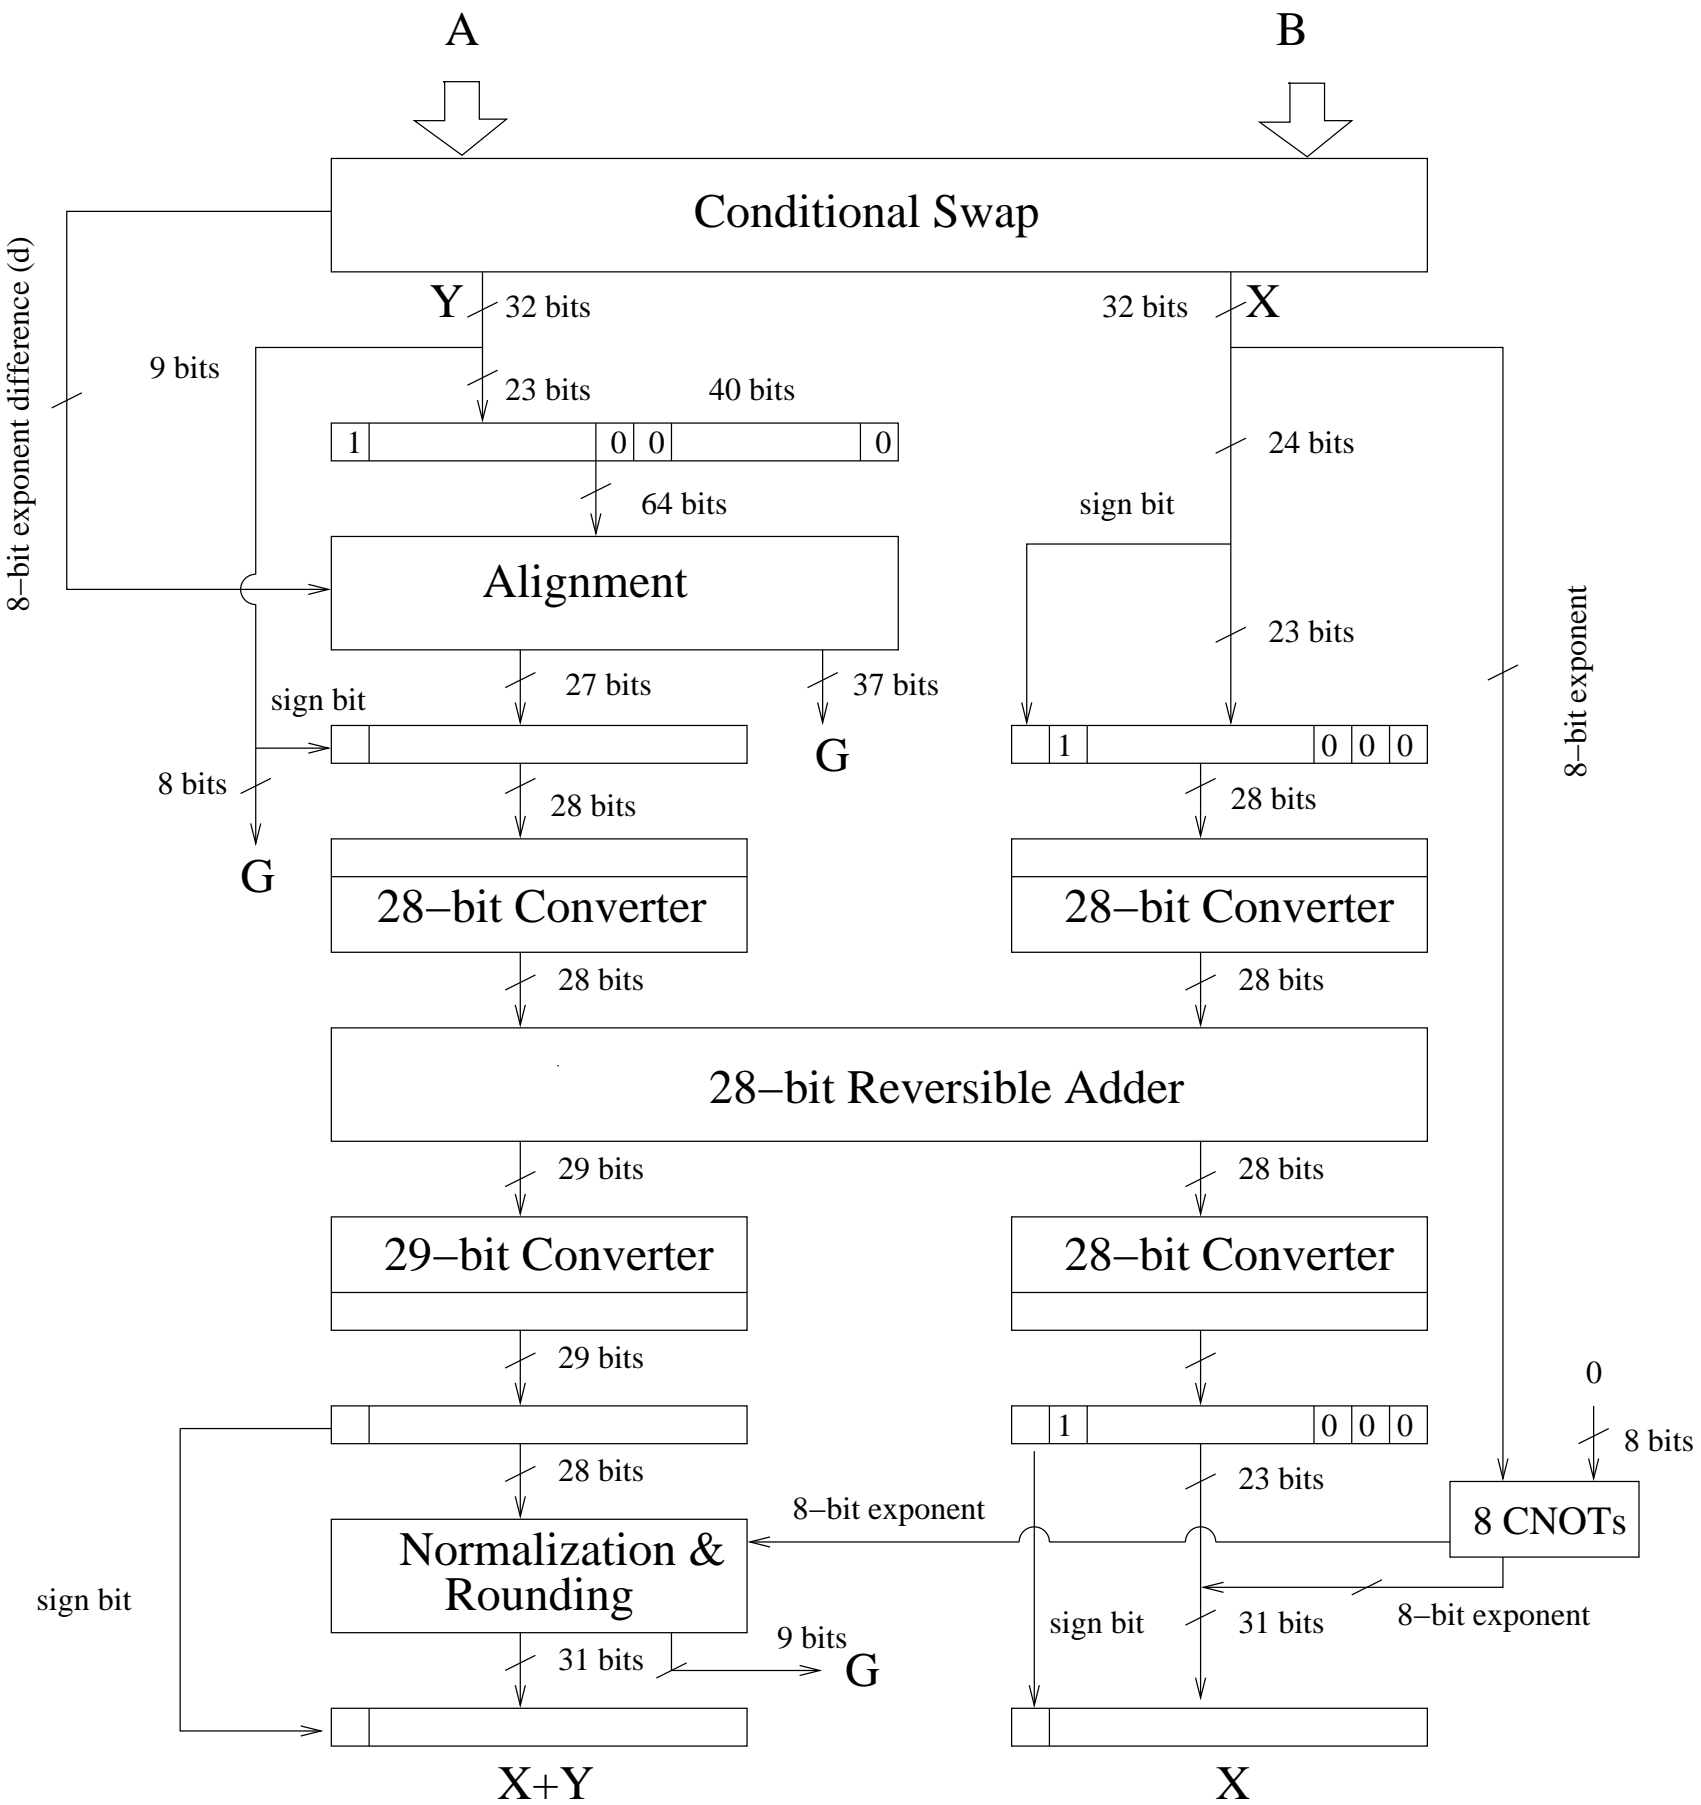 A
B
Conditional Swap
8−bit exponent difference (d)
Y
32 bits
32 bits
X
9 bits
23 bits
40 bits
1
0
0
0
24 bits
64 bits
sign bit
Alignment
8−bit exponent
23 bits
27 bits
37 bits
sign bit
1
0
0
0
G
8 bits
28 bits
28 bits
G
28−bit Converter
28−bit Converter
28 bits
28 bits
28−bit Reversible Adder
29 bits
28 bits
29−bit Converter
28−bit Converter
29 bits
0
1
0
0
0
8 bits
28 bits
23 bits
8−bit exponent
8 CNOTs
Normalization &
Rounding
sign bit
sign bit
31 bits
8−bit exponent
9 bits
31 bits
G
X+Y
X